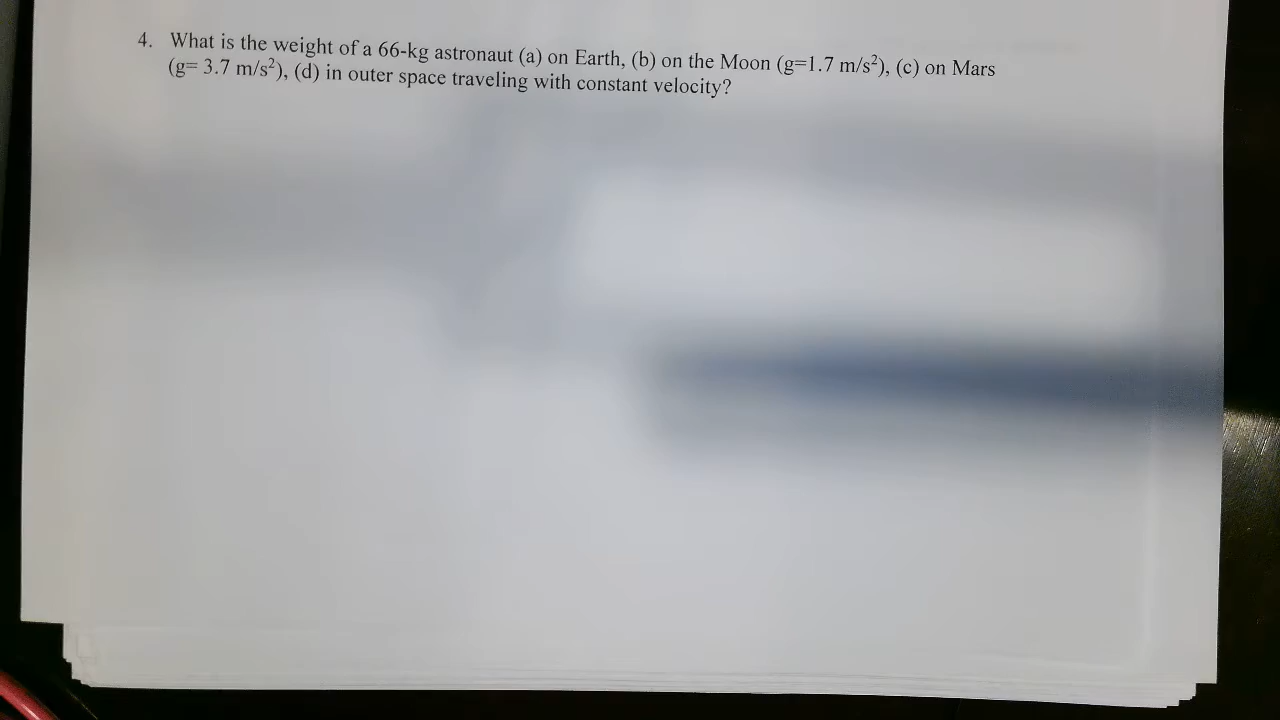 4. What is the weight of a 66-kg astronaut (a) on Earth, (b) on the Moon (g=1.7 m/s²), (c) on Mars
(g= 3.7 m/s²), (d) in outer space traveling with constant velocity?